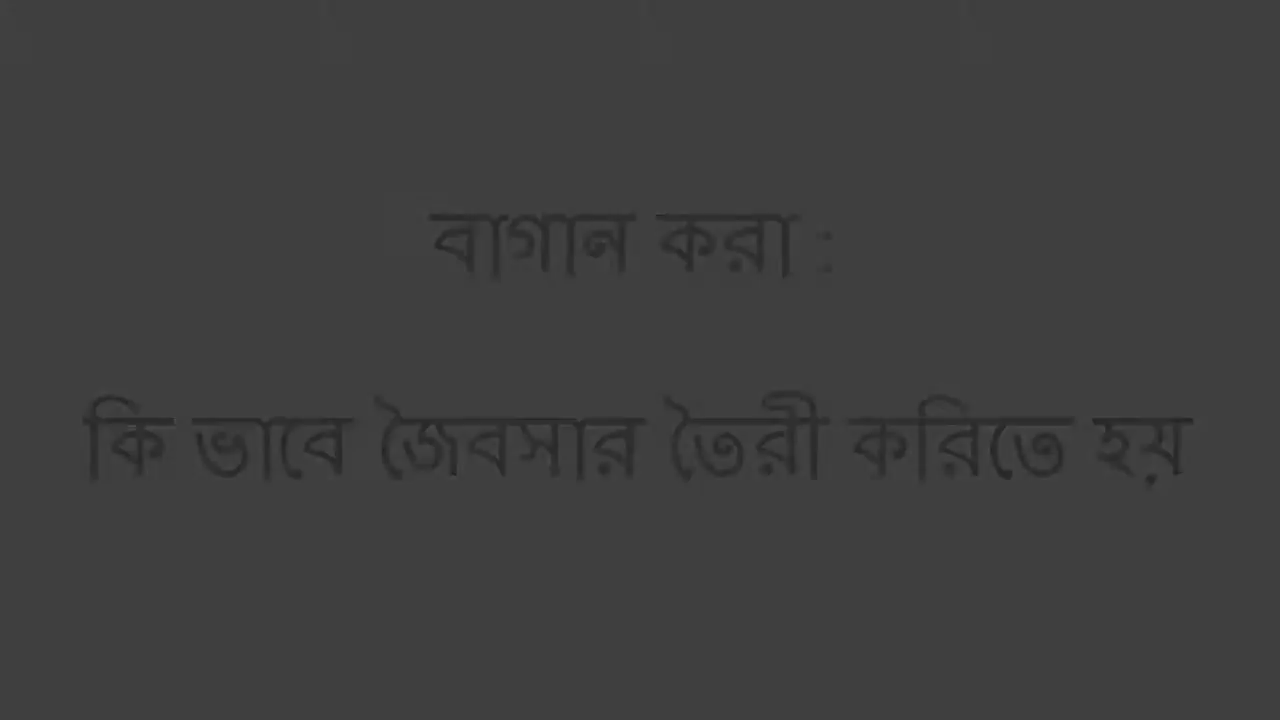 বাগান করা :
কি ভাবে জৈবসার তৈরী করিতে হয়